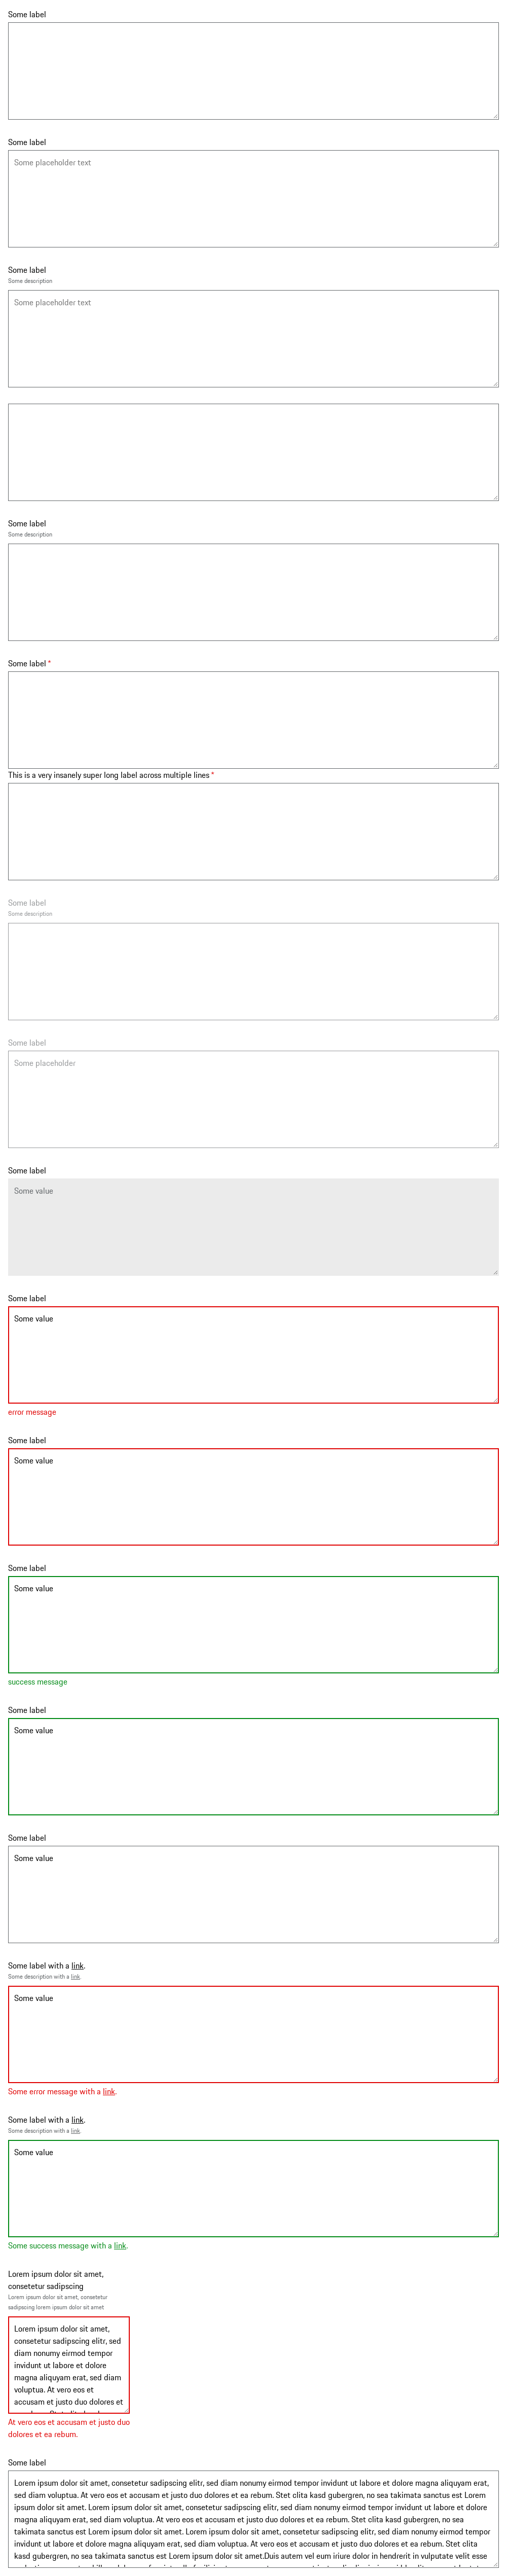 Some label
Some label
Some placeholder text
Some label
Some description
Some placeholder text
Some label
Some description
Some label *
This is a very insanely super long label across multiple lines *
Some label
Some description
Some label
Some placeholder
Some label
Some value
Some label
Some value
error message
Some label
Some value
Some label
Some value
success message
Some label
Some value
Some label
Some value
Some label with a link.
Some description with a link.
Some value
Some error message with a link.
Some label with a link.
Some description with a link.
Some value
Some success message with a link.
Lorem ipsum dolor sit amet,
consetetur sadipscing
Lorem ipsum dolor sit amet, consetetur
sadipscing lorem ipsum dolor sit amet
Lorem ipsum dolor sit amet,
consetetur sadipscing elitr, sed
diam nonumy eirmod tempor
invidunt ut labore et dolore
magna aliquyam erat, sed diam
voluptua. At vero eos et
accusam et justo duo dolores et
At vero eos et accusam et justo duo
dolores et ea rebum.
Some label
Lorem ipsum dolor sit amet, consetetur sadipscing elitr, sed diam nonumy eirmod tempor invidunt ut labore et dolore magna aliquyam erat,
sed diam voluptua. At vero eos et accusam et justo duo dolores et ea rebum. Stet clita kasd gubergren, no sea takimata sanctus est Lorem
ipsum dolor sit amet. Lorem ipsum dolor sit amet, consetetur sadipscing elitr, sed diam nonumy eirmod tempor invidunt ut labore et dolore
magna aliquyam erat, sed diam voluptua. At vero eos et accusam et justo duo dolores et ea rebum. Stet clita kasd gubergren, no sea
takimata sanctus est Lorem ipsum dolor sit amet. Lorem ipsum dolor sit amet, consetetur sadipscing elitr, sed diam nonumy eirmod tempor
invidunt ut labore et dolore magna aliquyam erat, sed diam voluptua. At vero eos et accusam et justo duo dolores et ea rebum. Stet clita
kasd gubergren, no sea takimata sanctus est Lorem ipsum dolor sit amet.Duis autem vel eum iriure dolor in hendrerit in vulputate velit esse